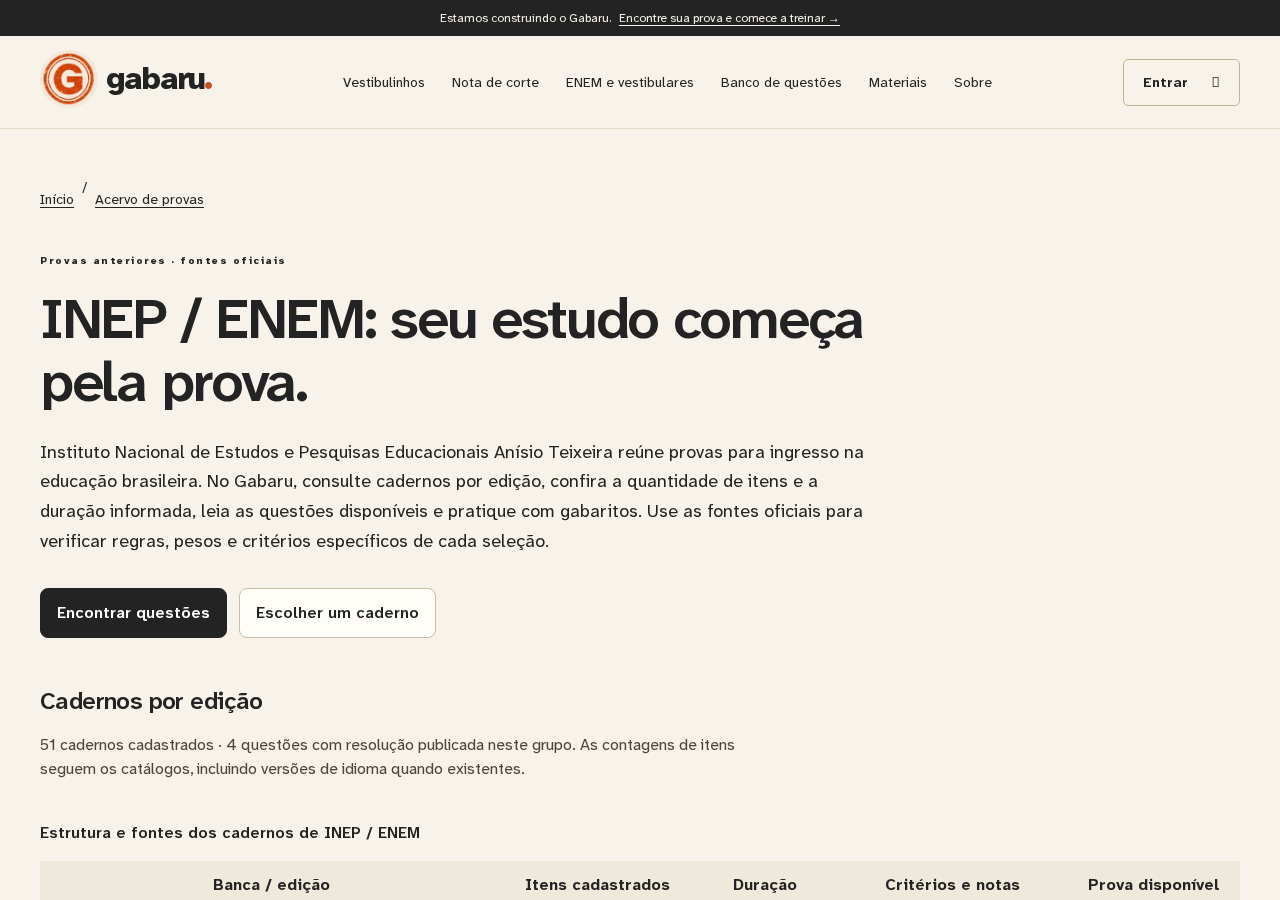 Estamos construindo o Gabaru. Encontre sua prova e comece a treinar →
G gabaru.
Vestibulinhos Nota de corte ENEM e vestibulares Banco de questões Materiais Sobre Entrar
Início / Acervo de provas
Provas anteriores · fontes oficiais
INEP / ENEM: seu estudo começa
pela prova.
Instituto Nacional de Estudos e Pesquisas Educacionais Anísio Teixeira reúne provas para ingresso na
educação brasileira. No Gabaru, consulte cadernos por edição, confira a quantidade de itens e a
duração informada, leia as questões disponíveis e pratique com gabaritos. Use as fontes oficiais para
verificar regras, pesos e critérios específicos de cada seleção.
Encontrar questões Escolher um caderno
Cadernos por edição
51 cadernos cadastrados · 4 questões com resolução publicada neste grupo. As contagens de itens
seguem os catálogos, incluindo versões de idioma quando existentes.
Estrutura e fontes dos cadernos de INEP / ENEM
Banca / edição Itens cadastrados Duração Critérios e notas Prova disponível